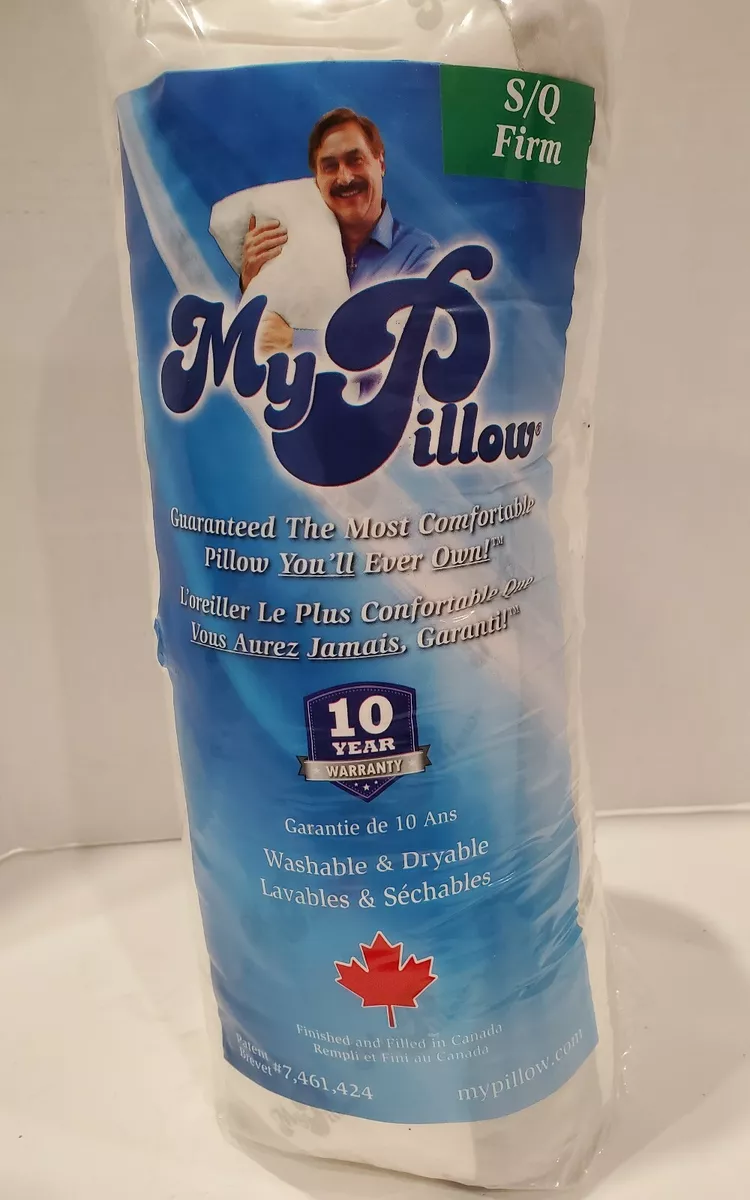 S/Q
Firm
MyPillow®
Guaranteed The Most Comfortable
Pillow You'll Ever Own!™
L'oreiller Le Plus Confortable Que
Vous Aurez Jamais, Garanti!™
10
YEAR
WARRANTY
Garantie de 10 Ans
Washable & Dryable
Lavables & Séchables
Finished and Filled in Canada
Rempli et Fini au Canada
Patent
Brevet #7,461,424
mypillow.com